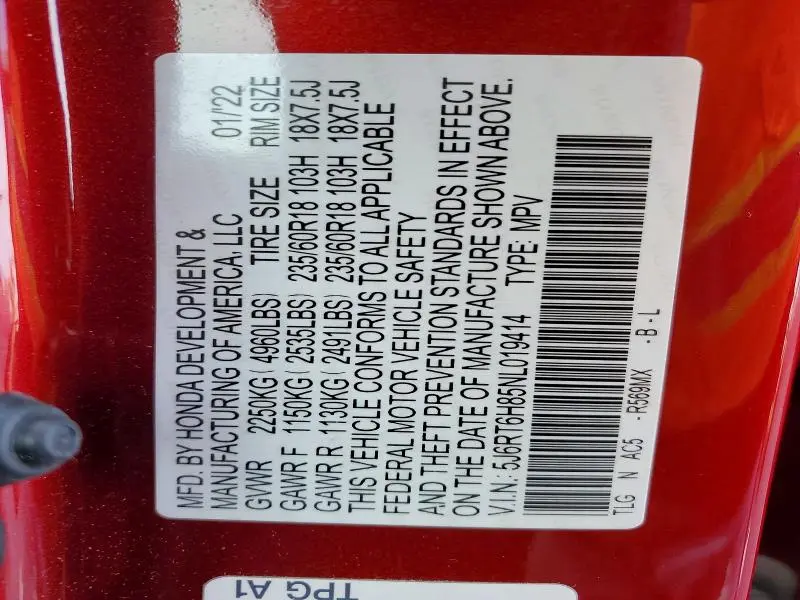 MFD. BY HONDA DEVELOPMENT &
MANUFACTURING OF AMERICA, LLC 01/'22
GVWR 2250KG ( 4960LBS) TIRE SIZE RIM SIZE
GAWR F 1150KG ( 2535LBS) 235/60R18 103H 18X7.5J
GAWR R 1130KG ( 2491LBS) 235/60R18 103H 18X7.5J
THIS VEHICLE CONFORMS TO ALL APPLICABLE
FEDERAL MOTOR VEHICLE SAFETY
AND THEFT PREVENTION STANDARDS IN EFFECT
ON THE DATE OF MANUFACTURE SHOWN ABOVE.
V.I.N.: 5J6RT6H85NL019414 TYPE: MPV
TLG N AC5 -R569MX -B-L
TPG A1